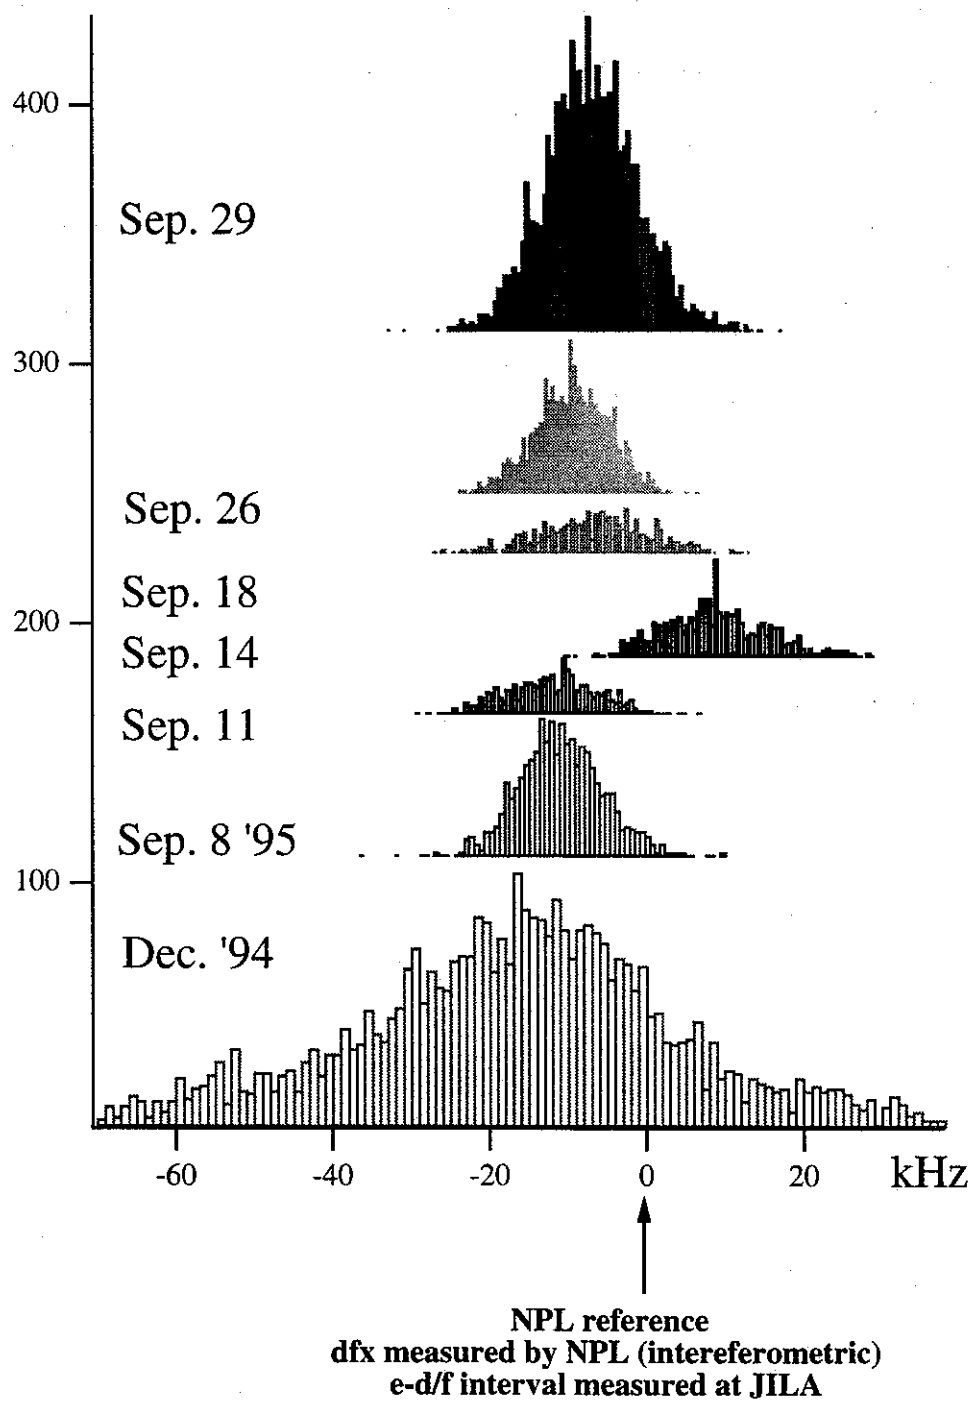 400
Sep. 29
300
Sep. 26
Sep. 18
200
Sep. 14
Sep. 11
Sep. 8 '95
100
Dec. '94
-60 -40 -20 0 20 kHz
NPL reference
dfx measured by NPL (intereferometric)
e-d/f interval measured at JILA